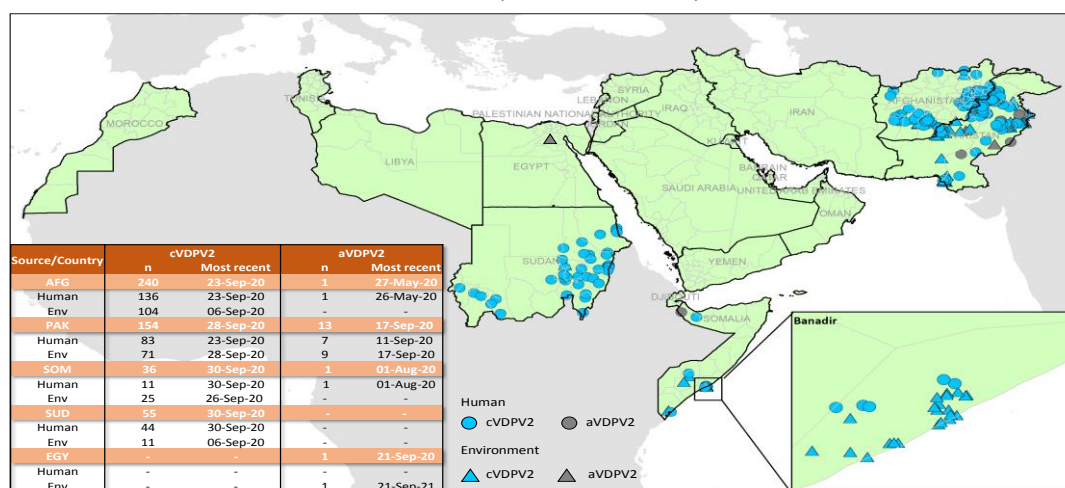 SYRIA
LEBANON
TUNIS
MOROCCO
PALESTINIAN NATIONAL AUTHORITY
IRAQ
IRAN
AFGHANISTAN
LIBYA
EGYPT
BAHRAIN
QATAR
SAUDI ARABIA
UNITED ARAB EMIRATES
OMAN
SUDAN
YEMEN
DJIBOUTI
SOMALIA
Source/Country cVDPV2 aVDPV2
n Most recent n Most recent
AFG 240 23-Sep-20 1 27-May-20
Human 136 23-Sep-20 1 26-May-20
Env 104 06-Sep-20 - -
PAK 154 28-Sep-20 13 17-Sep-20
Human 83 23-Sep-20 7 11-Sep-20
Env 71 28-Sep-20 9 17-Sep-20
SOM 36 30-Sep-20 1 01-Aug-20
Human 11 30-Sep-20 1 01-Aug-20
Env 25 26-Sep-20 - -
SUD 55 30-Sep-20 - -
Human 44 30-Sep-20 - -
Env 11 06-Sep-20 - -
EGY - - 1 21-Sep-20
Human - - - -
Env - - 1 21-Sep-21
Human
cVDPV2 aVDPV2
Environment
cVDPV2 aVDPV2
Banadir